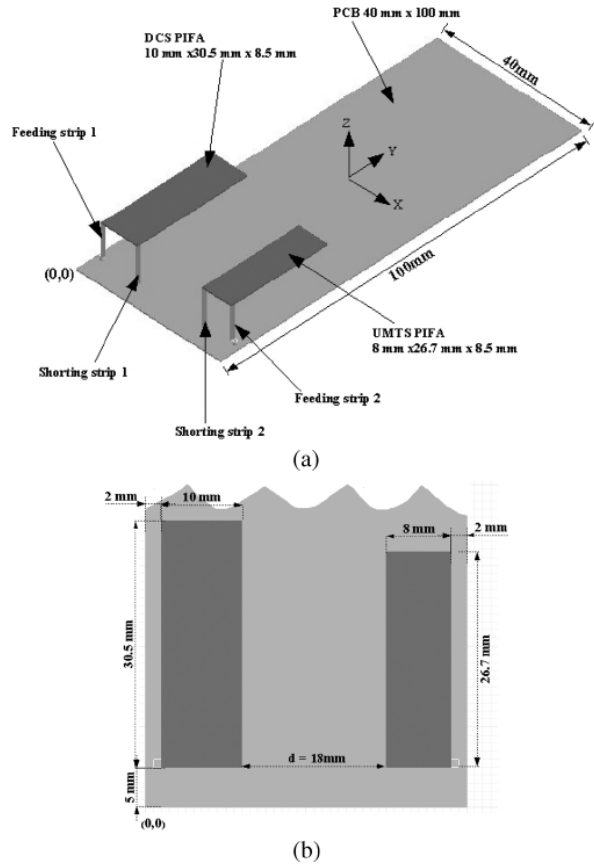 DCS PIFA
10 mm x30.5 mm x 8.5 mm
PCB 40 mm x 100 mm
40mm
Feeding strip 1
Z
Y
X
(0,0)
100mm
UMTS PIFA
8 mm x26.7 mm x 8.5 mm
Shorting strip 1
Feeding strip 2
Shorting strip 2
(a)
2 mm
10 mm
8 mm
2 mm
30.5 mm
26.7 mm
d = 18mm
5 mm
(0,0)
(b)